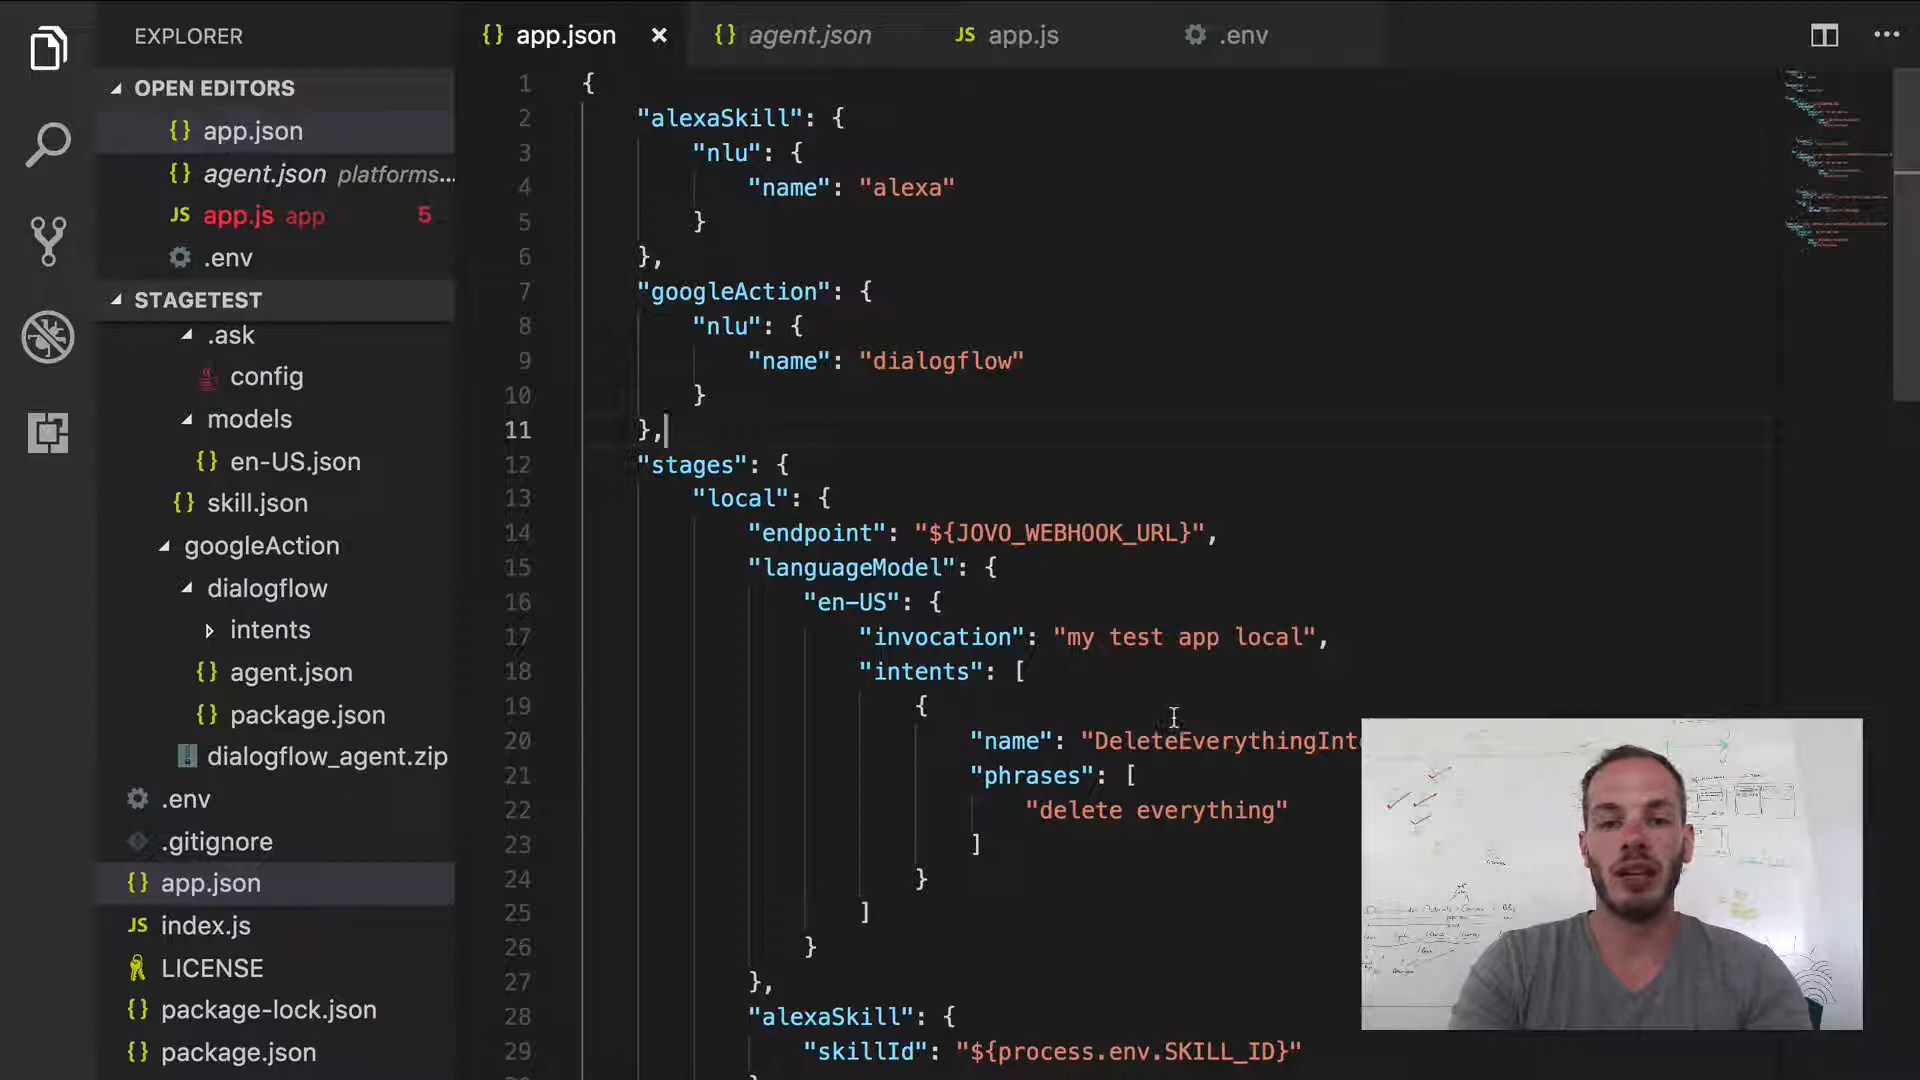 EXPLORER
OPEN EDITORS
{} app.json
{} agent.json platforms...
JS app.js app 5
.env
STAGETEST
.ask
config
models
{} en-US.json
{} skill.json
googleAction
dialogflow
intents
{} agent.json
{} package.json
dialogflow_agent.zip
.env
.gitignore
{} app.json
JS index.js
LICENSE
{} package-lock.json
{} package.json
{} app.json × {} agent.json JS app.js .env
1 {
2 "alexaSkill": {
3 "nlu": {
4 "name": "alexa"
5 }
6 },
7 "googleAction": {
8 "nlu": {
9 "name": "dialogflow"
10 }
11 },
12 "stages": {
13 "local": {
14 "endpoint": "${JOVO_WEBHOOK_URL}",
15 "languageModel": {
16 "en-US": {
17 "invocation": "my test app local",
18 "intents": [
19 {
20 "name": "DeleteEverythingInte
21 "phrases": [
22 "delete everything"
23 ]
24 }
25 ]
26 }
27 },
28 "alexaSkill": {
29 "skillId": "${process.env.SKILL_ID}"